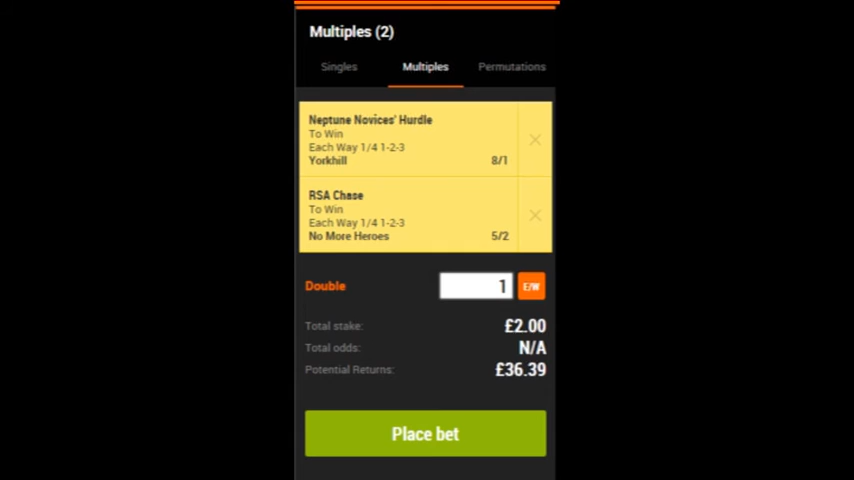 Multiples (2)
Singles Multiples Permutations
Neptune Novices' Hurdle
To Win
Each Way 1/4 1-2-3
Yorkhill 8/1
RSA Chase
To Win
Each Way 1/4 1-2-3
No More Heroes 5/2
Double 1 E/W
Total stake: £2.00
Total odds: N/A
Potential Returns: £36.39
Place bet